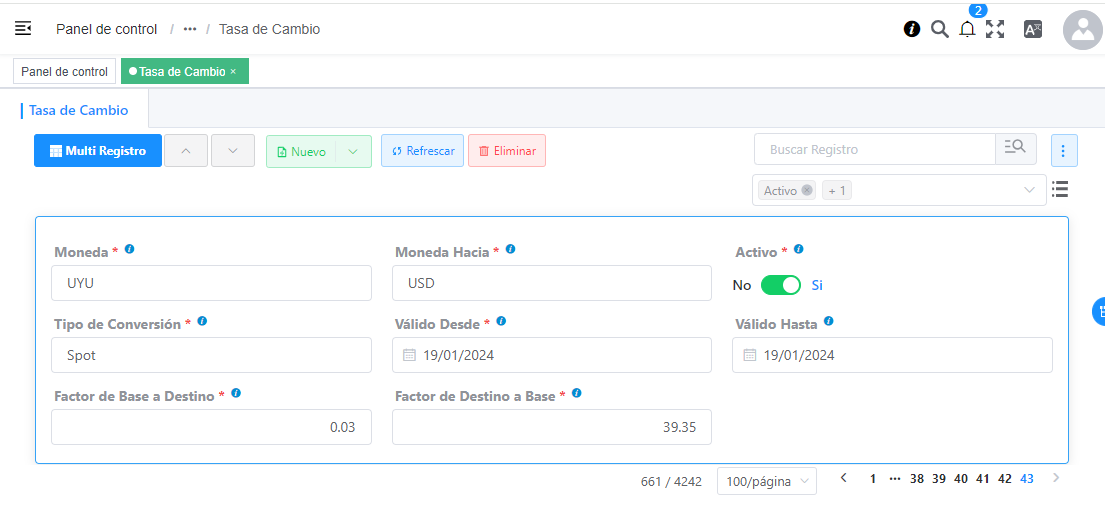 Panel de control / ··· / Tasa de Cambio
2
Panel de control
Tasa de Cambio ×
Tasa de Cambio
Multi Registro
Nuevo
Refrescar
Eliminar
Buscar Registro
Activo
+ 1
Moneda *
UYU
Moneda Hacia *
USD
Activo *
No
Si
Tipo de Conversión *
Spot
Válido Desde *
19/01/2024
Válido Hasta
19/01/2024
Factor de Base a Destino *
0.03
Factor de Destino a Base *
39.35
661 / 4242
100/página
1 ··· 38 39 40 41 42 43